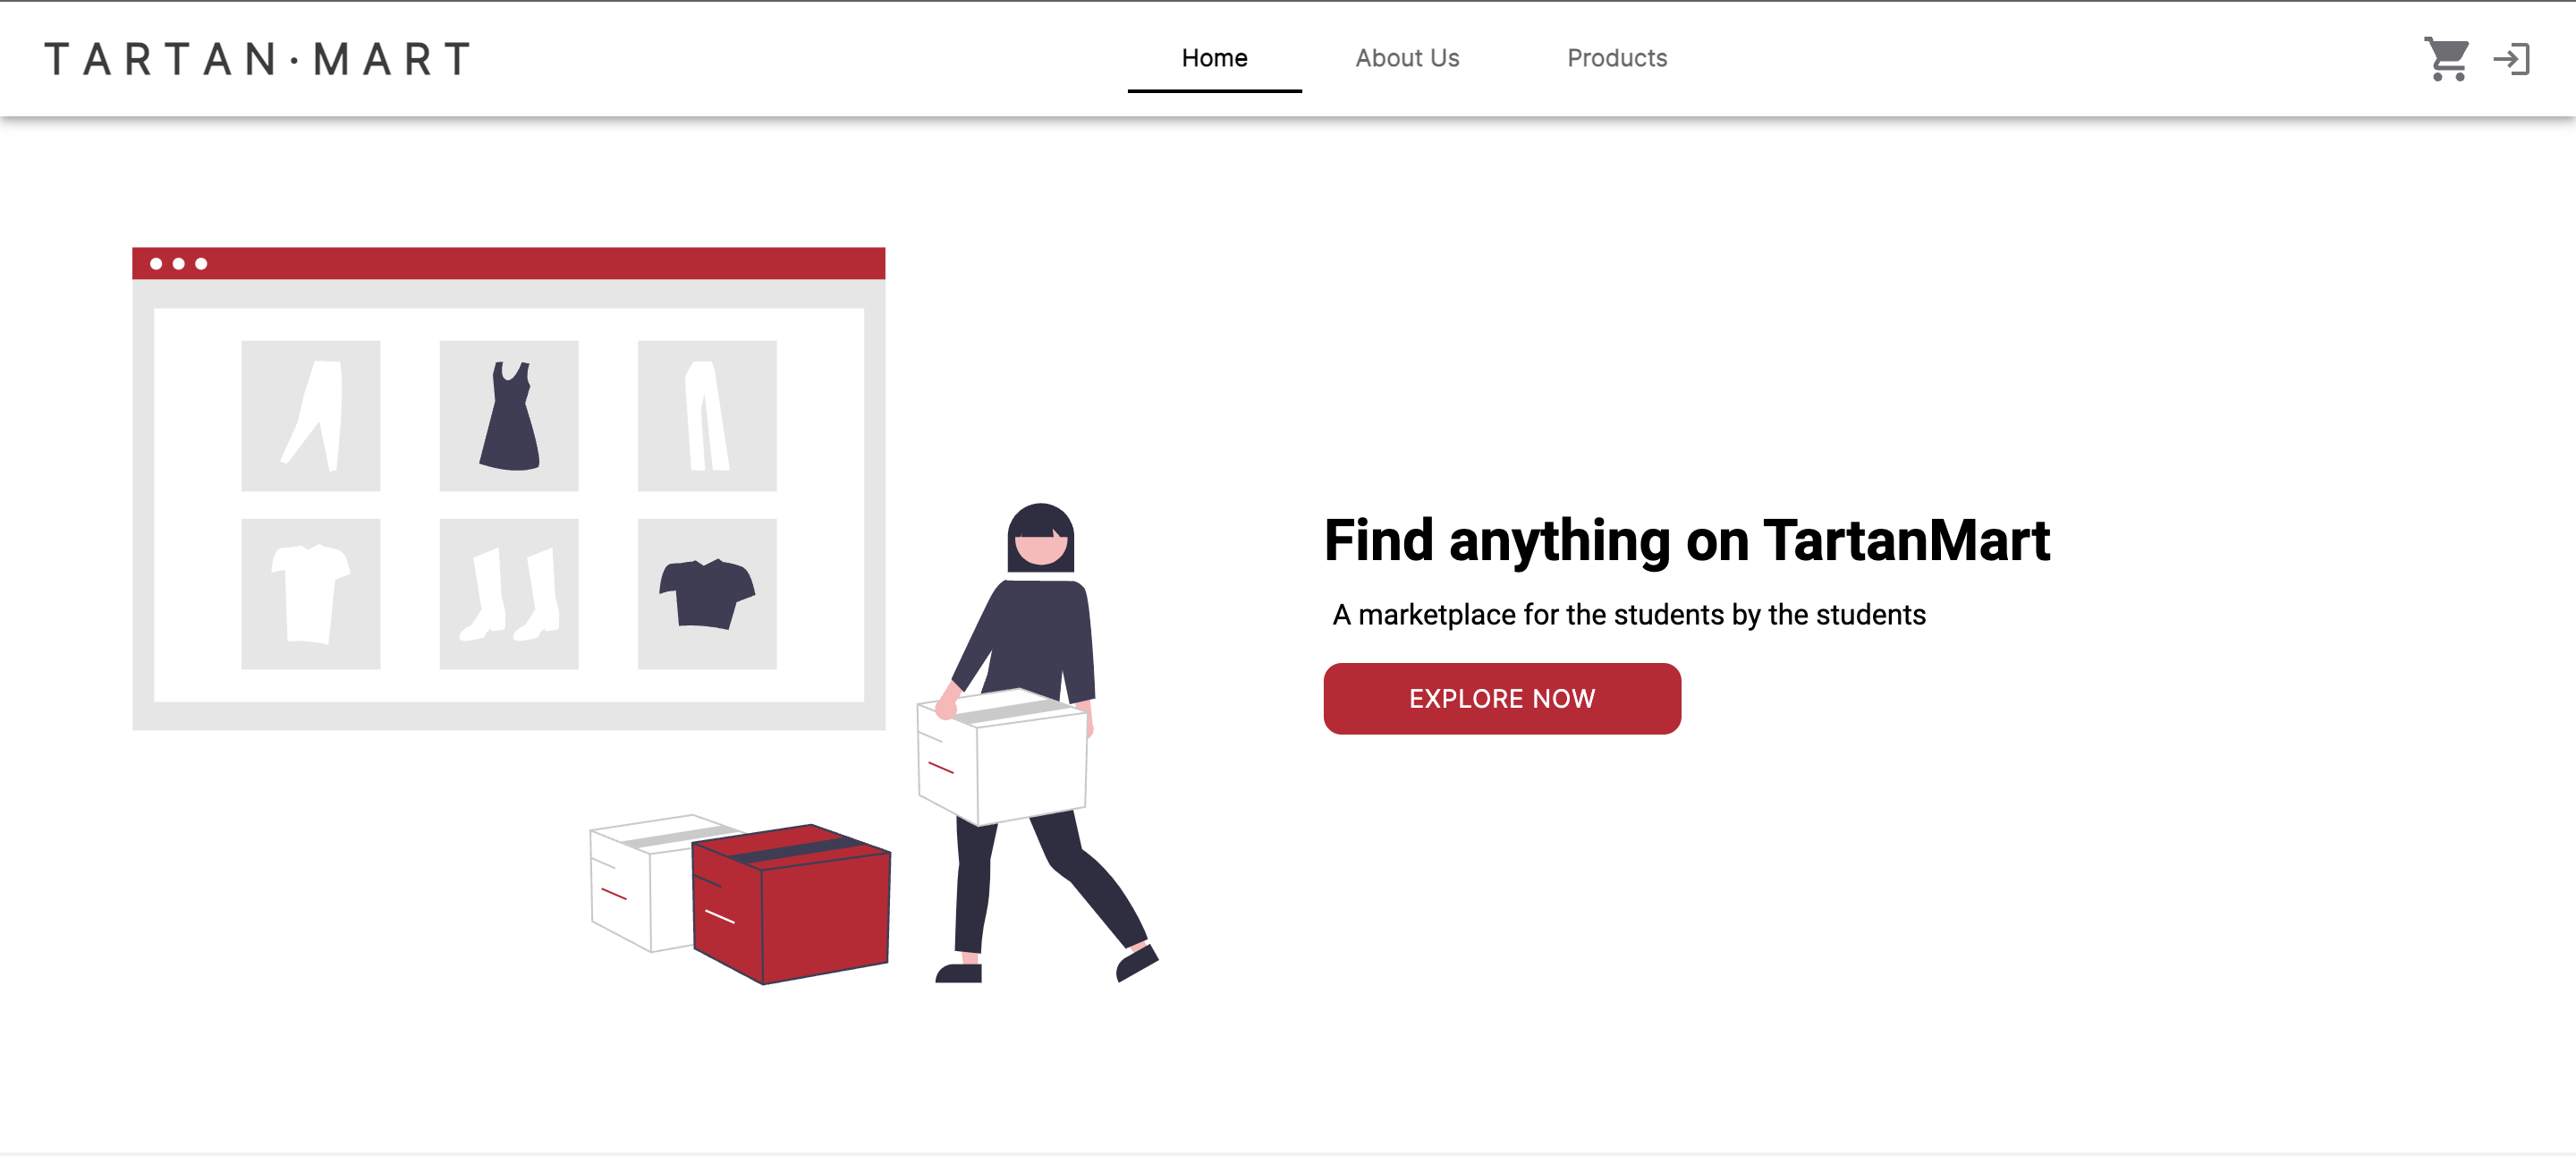 TARTAN·MART
Home
About Us
Products
Find anything on TartanMart
A marketplace for the students by the students
EXPLORE NOW